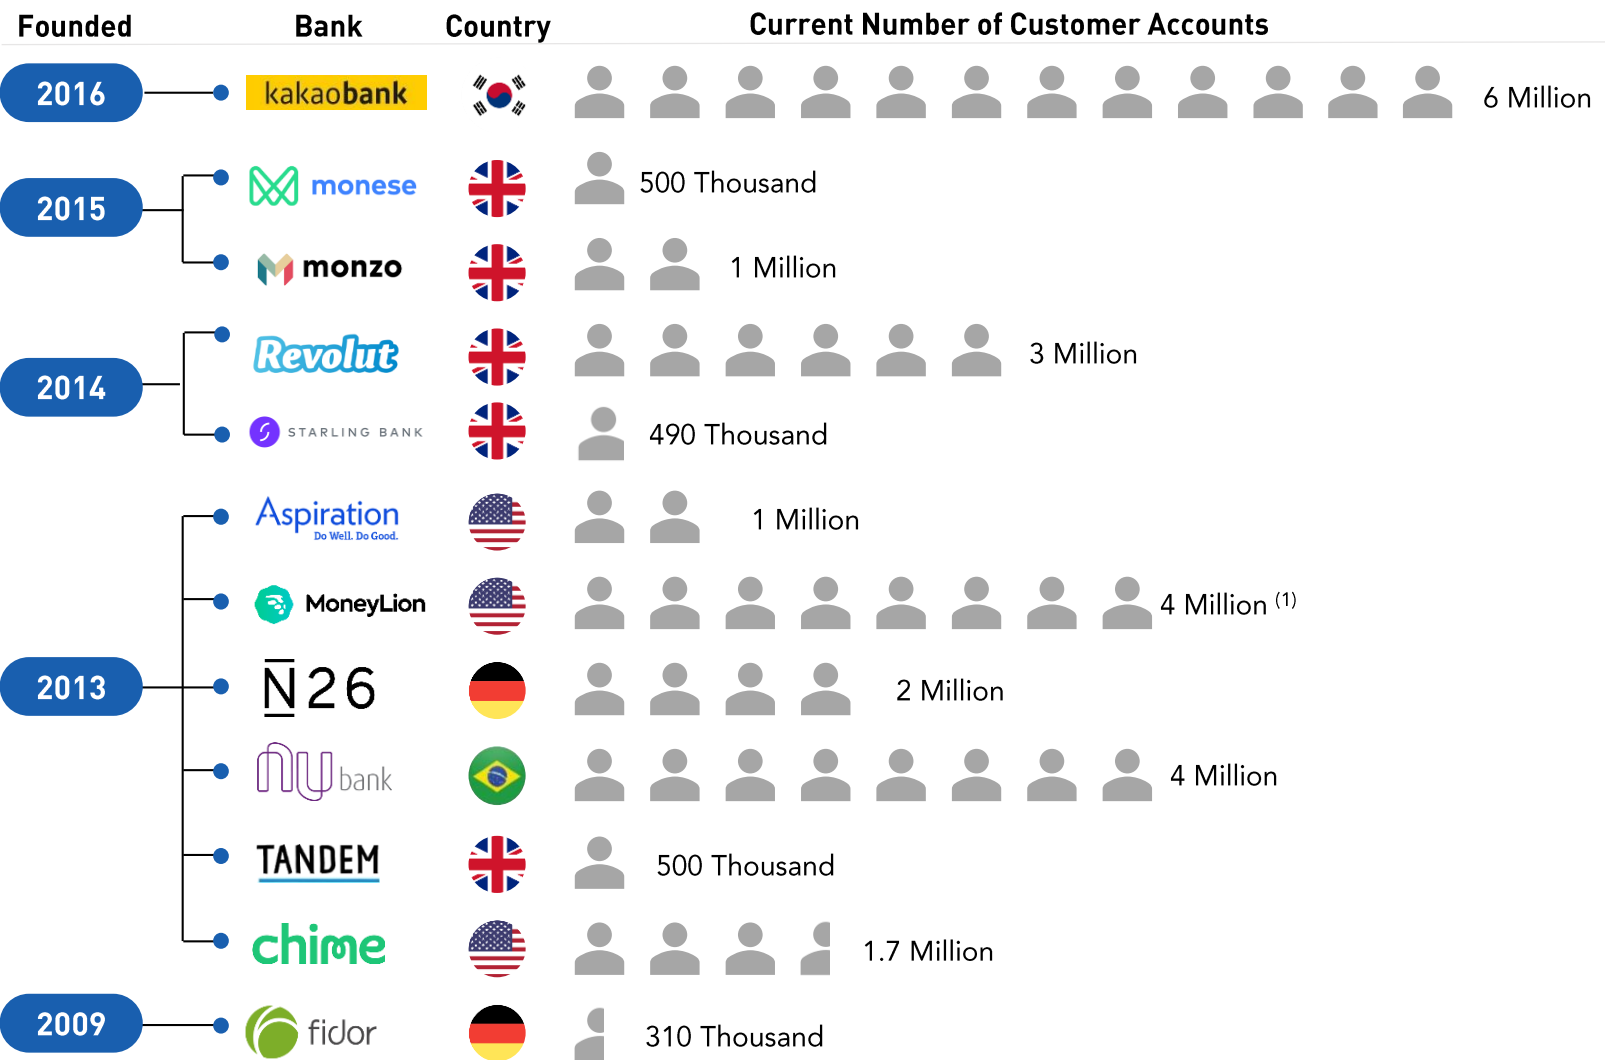 Founded Bank Country Current Number of Customer Accounts
2016 kakaobank 6 Million
2015 monese 500 Thousand
monzo 1 Million
2014 Revolut 3 Million
STARLING BANK 490 Thousand
Aspiration 1 Million
Do Well. Do Good.
MoneyLion 4 Million (1)
2013 N26 2 Million
nu bank 4 Million
TANDEM 500 Thousand
chime 1.7 Million
2009 fidor 310 Thousand